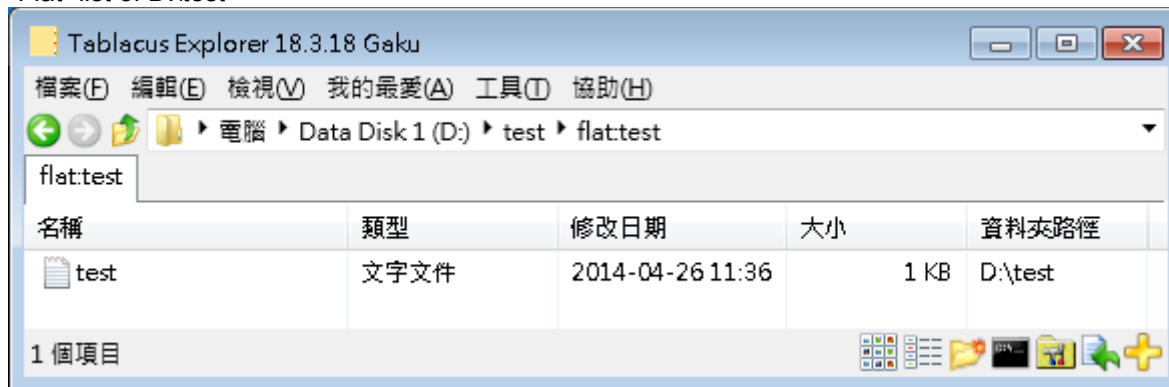 Tablacus Explorer 18.3.18 Gaku
檔案(F) 編輯(E) 檢視(V) 我的最愛(A) 工具(T) 協助(H)
電腦 Data Disk 1 (D:) test flat:test
flat:test
名稱 類型 修改日期 大小 資料夾路徑
test 文字文件 2014-04-26 11:36 1 KB D:\test
1 個項目